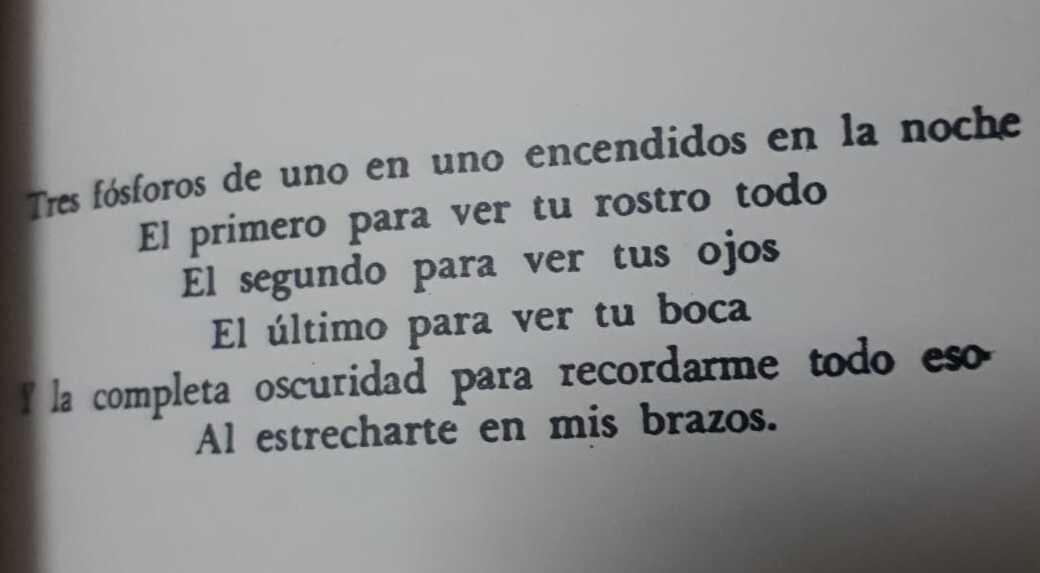 Tres fósforos de uno en uno encendidos en la noche
El primero para ver tu rostro todo
El segundo para ver tus ojos
El último para ver tu boca
Y la completa oscuridad para recordarme todo eso
Al estrecharte en mis brazos.